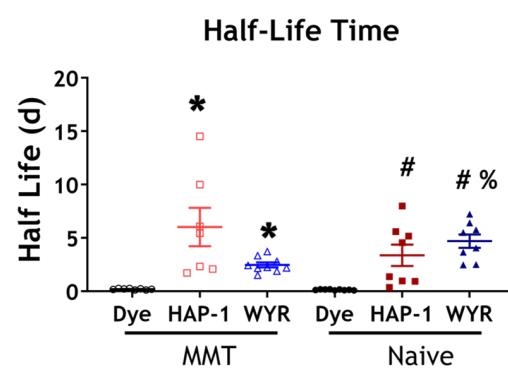 Half-Life Time
Half Life (d)
20
15
10
5
0
*
*
#
# %
Dye HAP-1 WYR Dye HAP-1 WYR
MMT Naive